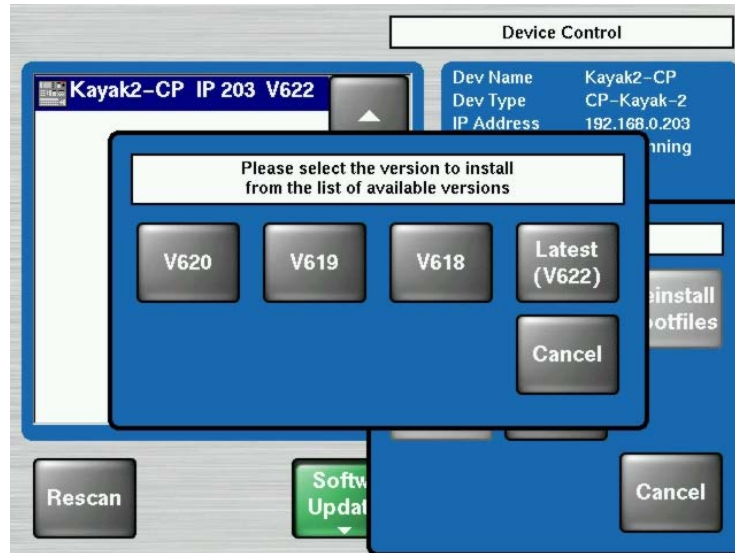 Device Control
Kayak2-CP IP 203 V622
Dev Name Kayak2-CP
Dev Type CP-Kayak-2
IP Address 192.168.0.203
Please select the version to install
from the list of available versions
V620
V619
V618
Latest
(V622)
Cancel
Rescan
Cancel